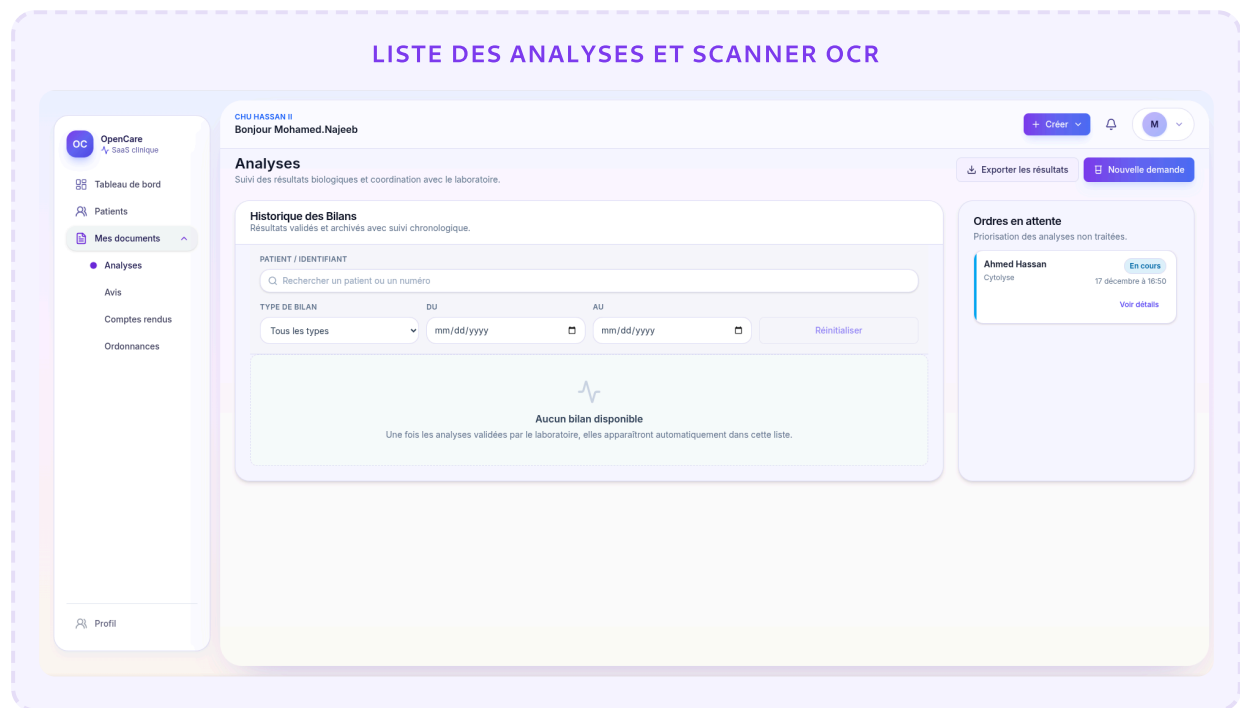 LISTE DES ANALYSES ET SCANNER OCR
OC
OpenCare
SaaS clinique
Tableau de bord
Patients
Mes documents
Analyses
Avis
Comptes rendus
Ordonnances
Profil
CHU HASSAN II
Bonjour Mohamed.Najeeb
Créer
M
Analyses
Suivi des résultats biologiques et coordination avec le laboratoire.
Exporter les résultats
Nouvelle demande
Historique des Bilans
Résultats validés et archivés avec suivi chronologique.
PATIENT / IDENTIFIANT
Rechercher un patient ou un numéro
TYPE DE BILAN
DU
AU
Tous les types
mm/dd/yyyy
mm/dd/yyyy
Réinitialiser
Aucun bilan disponible
Une fois les analyses validées par le laboratoire, elles apparaîtront automatiquement dans cette liste.
Ordres en attente
Priorisation des analyses non traitées.
Ahmed Hassan
En cours
Cytolyse
17 décembre à 16:50
Voir détails